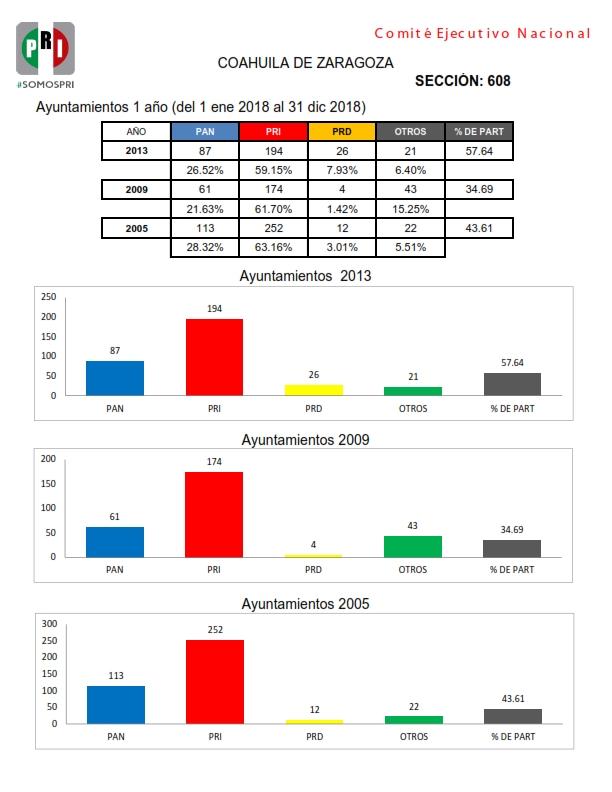 Comité Ejecutivo Nacional
PRI
#SOMOSPRI
COAHUILA DE ZARAGOZA
SECCIÓN: 608
Ayuntamientos 1 año (del 1 ene 2018 al 31 dic 2018)
AÑO PAN PRI PRD OTROS % DE PART
2013 87 194 26 21 57.64
26.52% 59.15% 7.93% 6.40%
2009 61 174 4 43 34.69
21.63% 61.70% 1.42% 15.25%
2005 113 252 12 22 43.61
28.32% 63.16% 3.01% 5.51%
Ayuntamientos 2013
250
200
150
100
50
0
87 194 26 21 57.64
PAN PRI PRD OTROS % DE PART
Ayuntamientos 2009
200
150
100
50
0
61 174 4 43 34.69
PAN PRI PRD OTROS % DE PART
Ayuntamientos 2005
300
250
200
150
100
50
0
113 252 12 22 43.61
PAN PRI PRD OTROS % DE PART